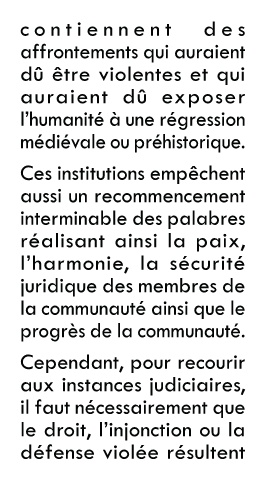 contiennent des
affrontements qui auraient
dû être violentes et qui
auraient dû exposer
l'humanité à une régression
médiévale ou préhistorique.
Ces institutions empêchent
aussi un recommencement
interminable des palabres
réalisant ainsi la paix,
l'harmonie, la sécurité
juridique des membres de
la communauté ainsi que le
progrès de la communauté.
Cependant, pour recourir
aux instances judiciaires,
il faut nécessairement que
le droit, l'injonction ou la
défense violée résultent